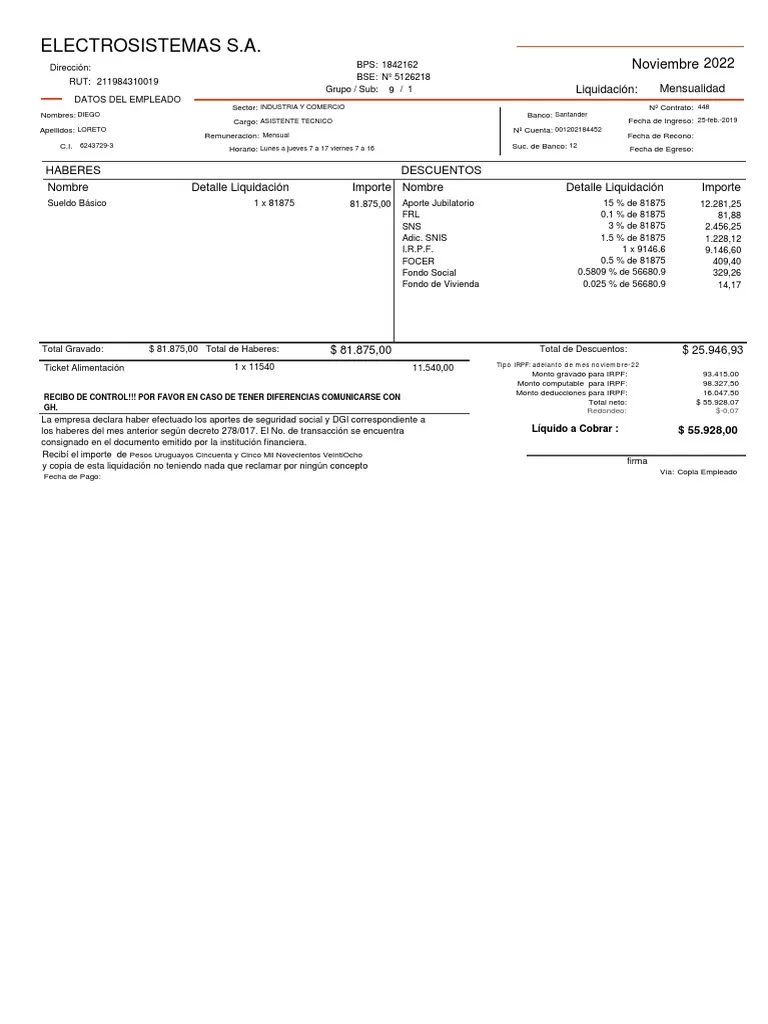 ELECTROSISTEMAS S.A.
Dirección:
RUT: 211984310019
BPS: 1842162
BSE: Nº 5126218
Grupo / Sub: 9 / 1
Noviembre 2022
Liquidación: Mensualidad
DATOS DEL EMPLEADO
Nombres: DIEGO
Apellidos: LORETO
C.I. 6243729-3
Sector: INDUSTRIA Y COMERCIO
Cargo: ASISTENTE TECNICO
Remuneracion: Mensual
Horario: Lunes a jueves 7 a 17 viernes 7 a 16
Banco: Santander
Nº Cuenta: 001202184452
Suc. de Banco: 12
Nº Contrato: 448
Fecha de Ingreso: 25-feb.-2019
Fecha de Recono:
Fecha de Egreso:
HABERES
Nombre Detalle Liquidación Importe
Sueldo Básico 1 x 81875 81.875,00
DESCUENTOS
Nombre Detalle Liquidación Importe
Aporte Jubilatorio 15 % de 81875 12.281,25
FRL 0.1 % de 81875 81,88
SNS 3 % de 81875 2.456,25
Adic. SNIS 1.5 % de 81875 1.228,12
I.R.P.F. 1 x 9146.6 9.146,60
FOCER 0.5 % de 81875 409,40
Fondo Social 0.5809 % de 56680.9 329,26
Fondo de Vivienda 0.025 % de 56680.9 14,17
Total Gravado: $ 81.875,00 Total de Haberes: $ 81.875,00
Total de Descuentos: $ 25.946,93
Ticket Alimentación 1 x 11540 11.540,00
Tipo IRPF: adelanto de mes noviembre-22
Monto gravado para IRPF: 93.415.00
Monto computable para IRPF: 98.327.50
Monto deducciones para IRPF: 16.047.50
Total neto: $ 55.928.07
Redondeo: $-0.07
RECIBO DE CONTROL!!! POR FAVOR EN CASO DE TENER DIFERENCIAS COMUNICARSE CON
GH.
La empresa declara haber efectuado los aportes de seguridad social y DGI correspondiente a
los haberes del mes anterior según decreto 278/017. El No. de transacción se encuentra
consignado en el documento emitido por la institución financiera.
Líquido a Cobrar : $ 55.928,00
Recibí el importe de Pesos Uruguayos Cincuenta y Cinco Mil Novecientos VeintiOcho
y copia de esta liquidación no teniendo nada que reclamar por ningún concepto
Fecha de Pago:
firma
Via: Copia Empleado